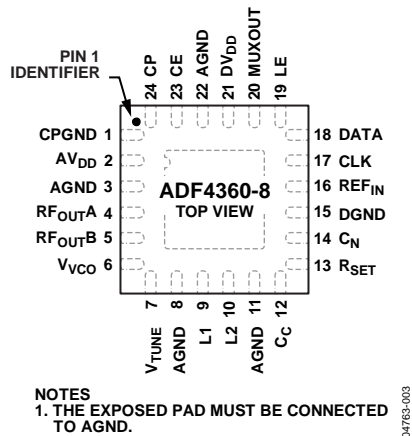 PIN 1
IDENTIFIER
24 CP
23 CE
22 AGND
21 DVDD
20 MUXOUT
19 LE
CPGND 1
AVDD 2
AGND 3
RFOUTA 4
RFOUTB 5
VVCO 6
ADF4360-8
TOP VIEW
18 DATA
17 CLK
16 REFIN
15 DGND
14 CN
13 RSET
VTUNE 7
AGND 8
L1 9
L2 10
AGND 11
CC 12
NOTES
1. THE EXPOSED PAD MUST BE CONNECTED
TO AGND.
04763-003